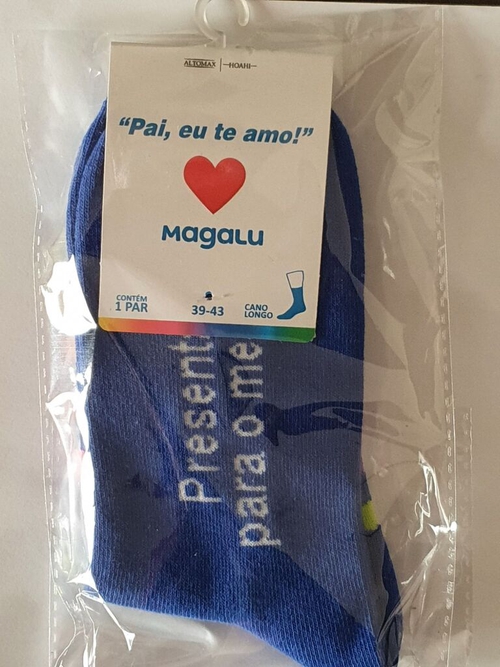 ALTOMAX | HOAHI
“Pai, eu te amo!”
Magalu
CONTÉM
1 PAR
39-43
CANO
LONGO
Present
para o me